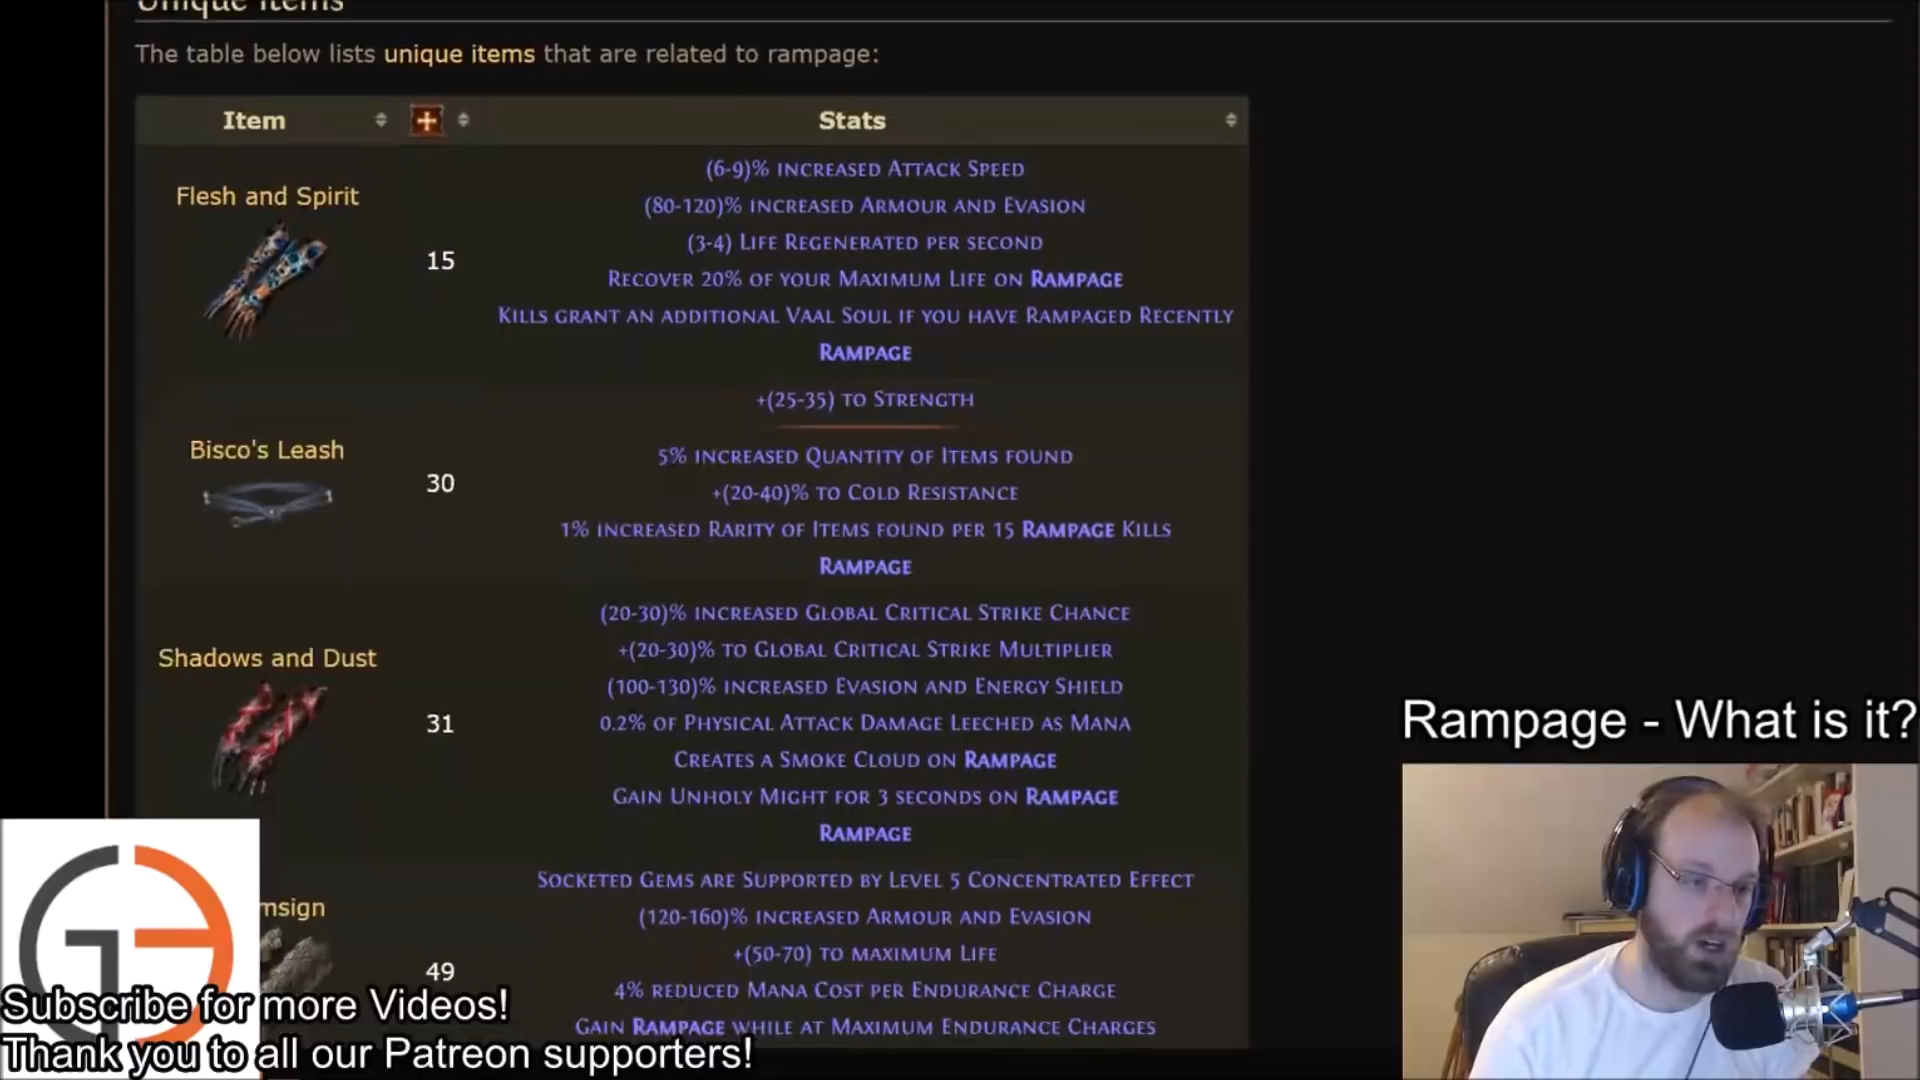 Unique Items
The table below lists unique items that are related to rampage:
Item Stats
Flesh and Spirit
15
(6-9)% INCREASED ATTACK SPEED
(80-120)% INCREASED ARMOUR AND EVASION
(3-4) LIFE REGENERATED PER SECOND
RECOVER 20% OF YOUR MAXIMUM LIFE ON RAMPAGE
KILLS GRANT AN ADDITIONAL VAAL SOUL IF YOU HAVE RAMPAGED RECENTLY
RAMPAGE
Bisco's Leash
30
+(25-35) TO STRENGTH
5% INCREASED QUANTITY OF ITEMS FOUND
+(20-40)% TO COLD RESISTANCE
1% INCREASED RARITY OF ITEMS FOUND PER 15 RAMPAGE KILLS
RAMPAGE
Shadows and Dust
31
(20-30)% INCREASED GLOBAL CRITICAL STRIKE CHANCE
+(20-30)% TO GLOBAL CRITICAL STRIKE MULTIPLIER
(100-130)% INCREASED EVASION AND ENERGY SHIELD
0.2% OF PHYSICAL ATTACK DAMAGE LEECHED AS MANA
CREATES A SMOKE CLOUD ON RAMPAGE
GAIN UNHOLY MIGHT FOR 3 SECONDS ON RAMPAGE
RAMPAGE
msign
49
SOCKETED GEMS ARE SUPPORTED BY LEVEL 5 CONCENTRATED EFFECT
(120-160)% INCREASED ARMOUR AND EVASION
+(50-70) TO MAXIMUM LIFE
4% REDUCED MANA COST PER ENDURANCE CHARGE
GAIN RAMPAGE WHILE AT MAXIMUM ENDURANCE CHARGES
Rampage - What is it?
Subscribe for more Videos!
Thank you to all our Patreon supporters!